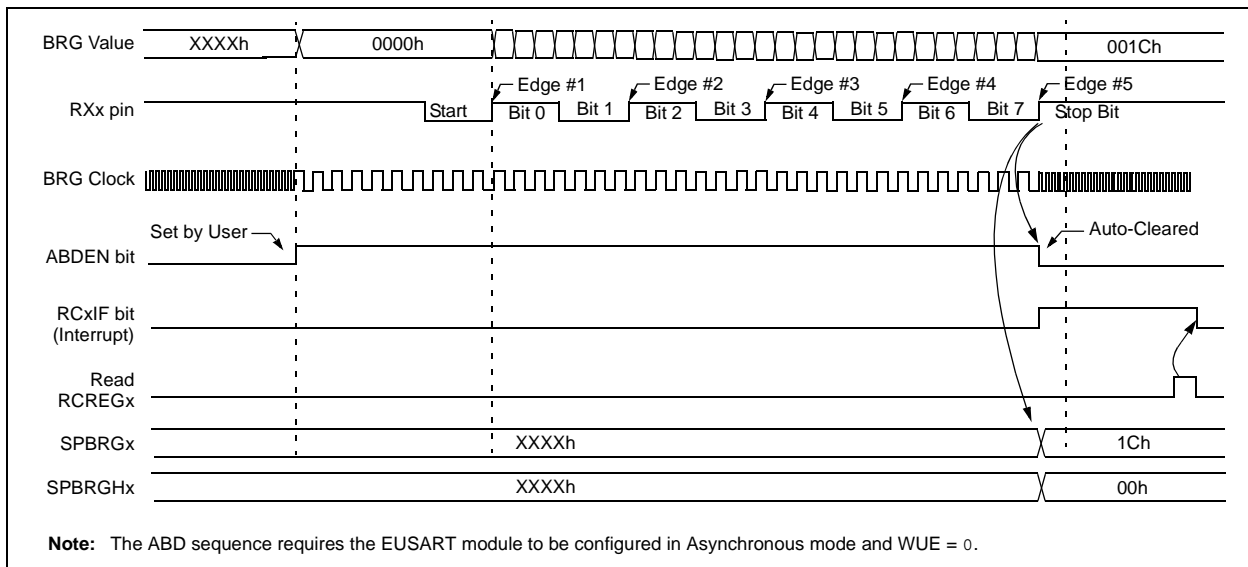 BRG Value XXXXh 0000h 001Ch
Edge #1 Edge #2 Edge #3 Edge #4 Edge #5
RXx pin Start Bit 0 Bit 1 Bit 2 Bit 3 Bit 4 Bit 5 Bit 6 Bit 7 Stop Bit
BRG Clock
Set by User Auto-Cleared
ABDEN bit
RCxIF bit
(Interrupt)
Read
RCREGx
SPBRGx XXXXh 1Ch
SPBRGHx XXXXh 00h
Note: The ABD sequence requires the EUSART module to be configured in Asynchronous mode and WUE = 0.